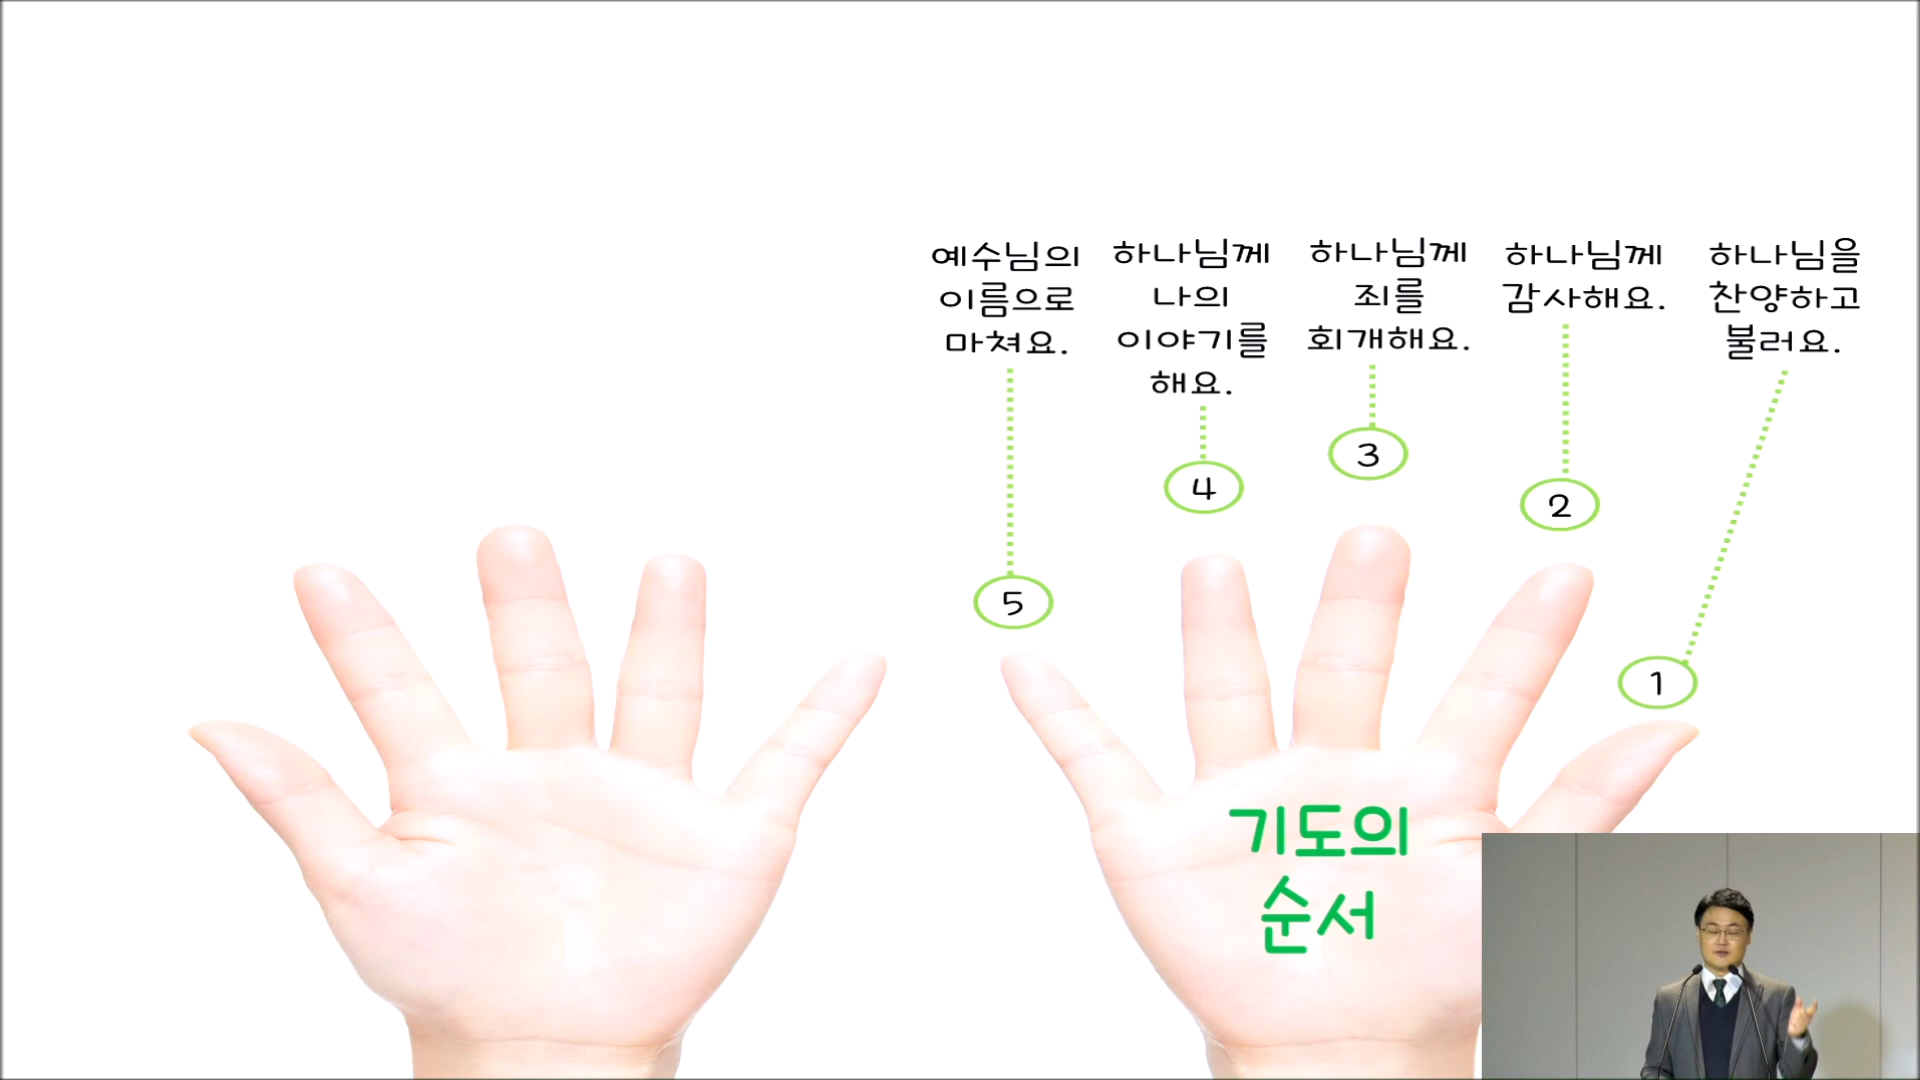 예수님의
이름으로
마쳐요.
하나님께
나의
이야기를
해요.
하나님께
죄를
회개해요.
하나님께
감사해요.
하나님을
찬양하고
불러요.
5
4
3
2
1
기도의
순서